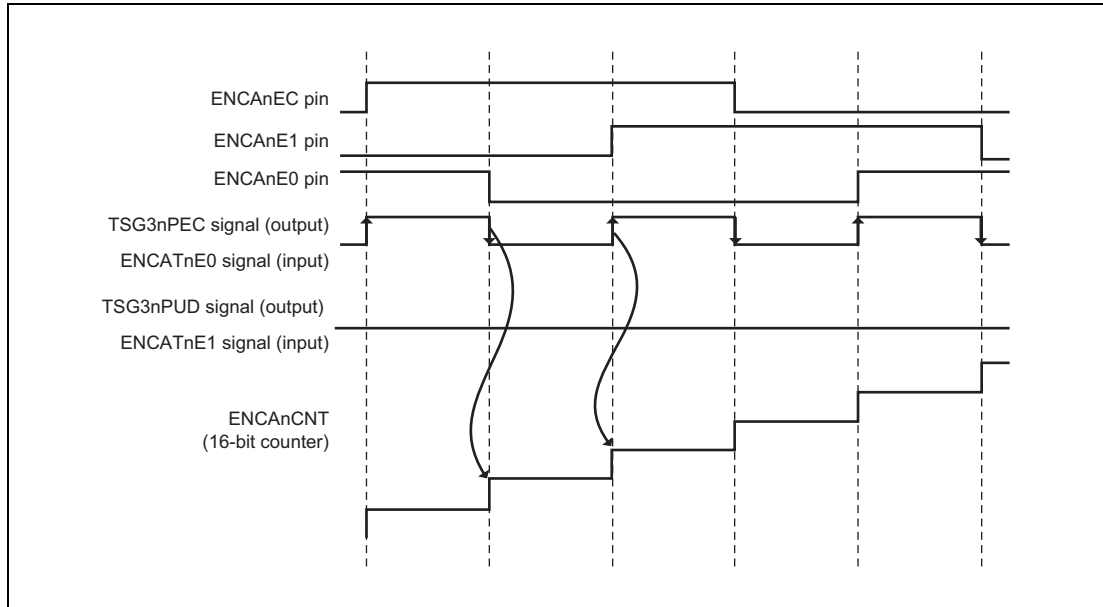 ENCAnEC pin
ENCAnE1 pin
ENCAnE0 pin
TSG3nPEC signal (output)
ENCATnE0 signal (input)
TSG3nPUD signal (output)
ENCATnE1 signal (input)
ENCAnCNT
(16-bit counter)